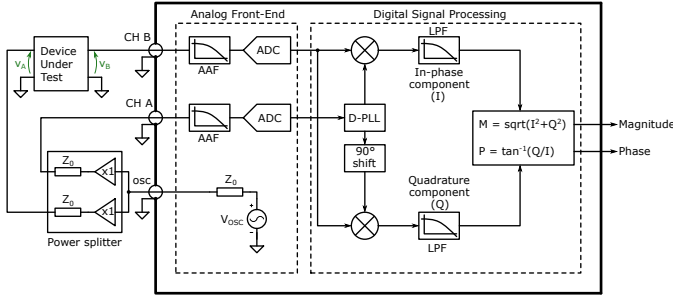 Analog Front-End
Digital Signal Processing
CH B
Device
Under
Test
vA
vB
AAF
ADC
LPF
In-phase
component
(I)
CH A
AAF
ADC
D-PLL
90°
shift
M = sqrt(I²+Q²)
P = tan⁻¹(Q/I)
Magnitude
Phase
Z₀
x1
osc
Z₀
x1
Power splitter
Z₀
+
V_OSC
-
Quadrature
component
(Q)
LPF